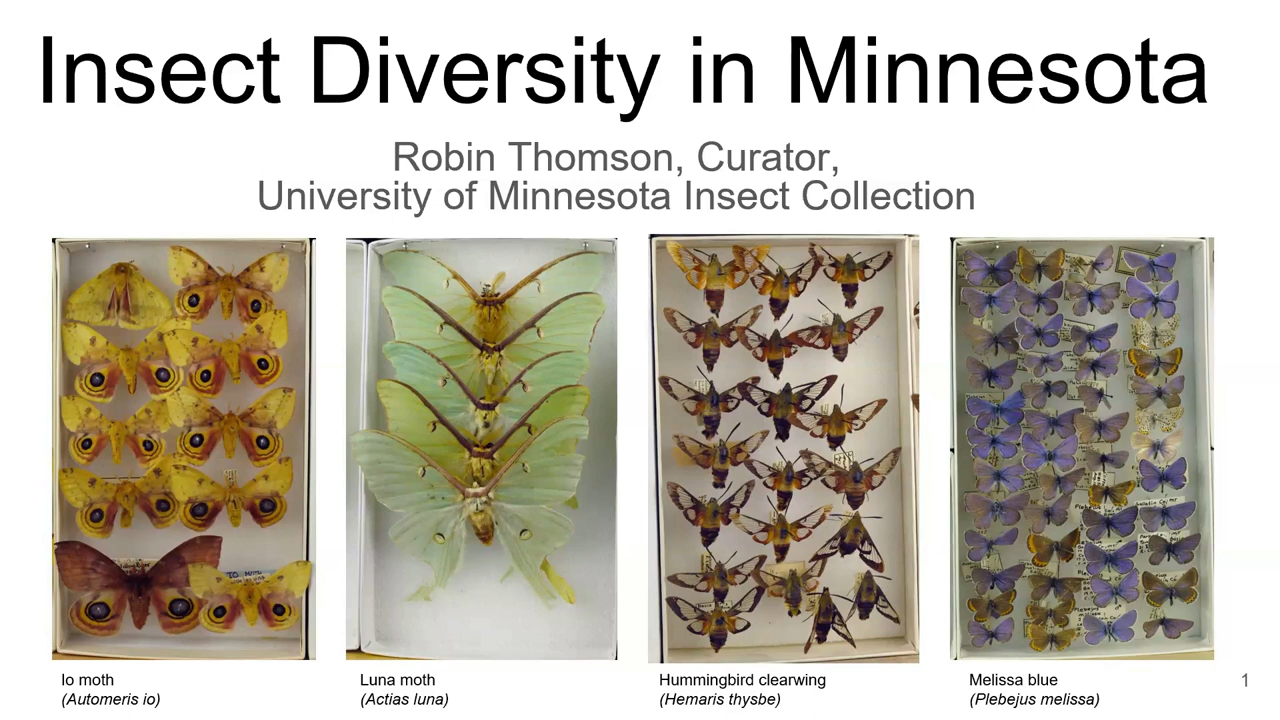 Insect Diversity in Minnesota
Robin Thomson, Curator,
University of Minnesota Insect Collection
Io moth
(Automeris io)
Luna moth
(Actias luna)
Hummingbird clearwing
(Hemaris thysbe)
Melissa blue
(Plebejus melissa)
1